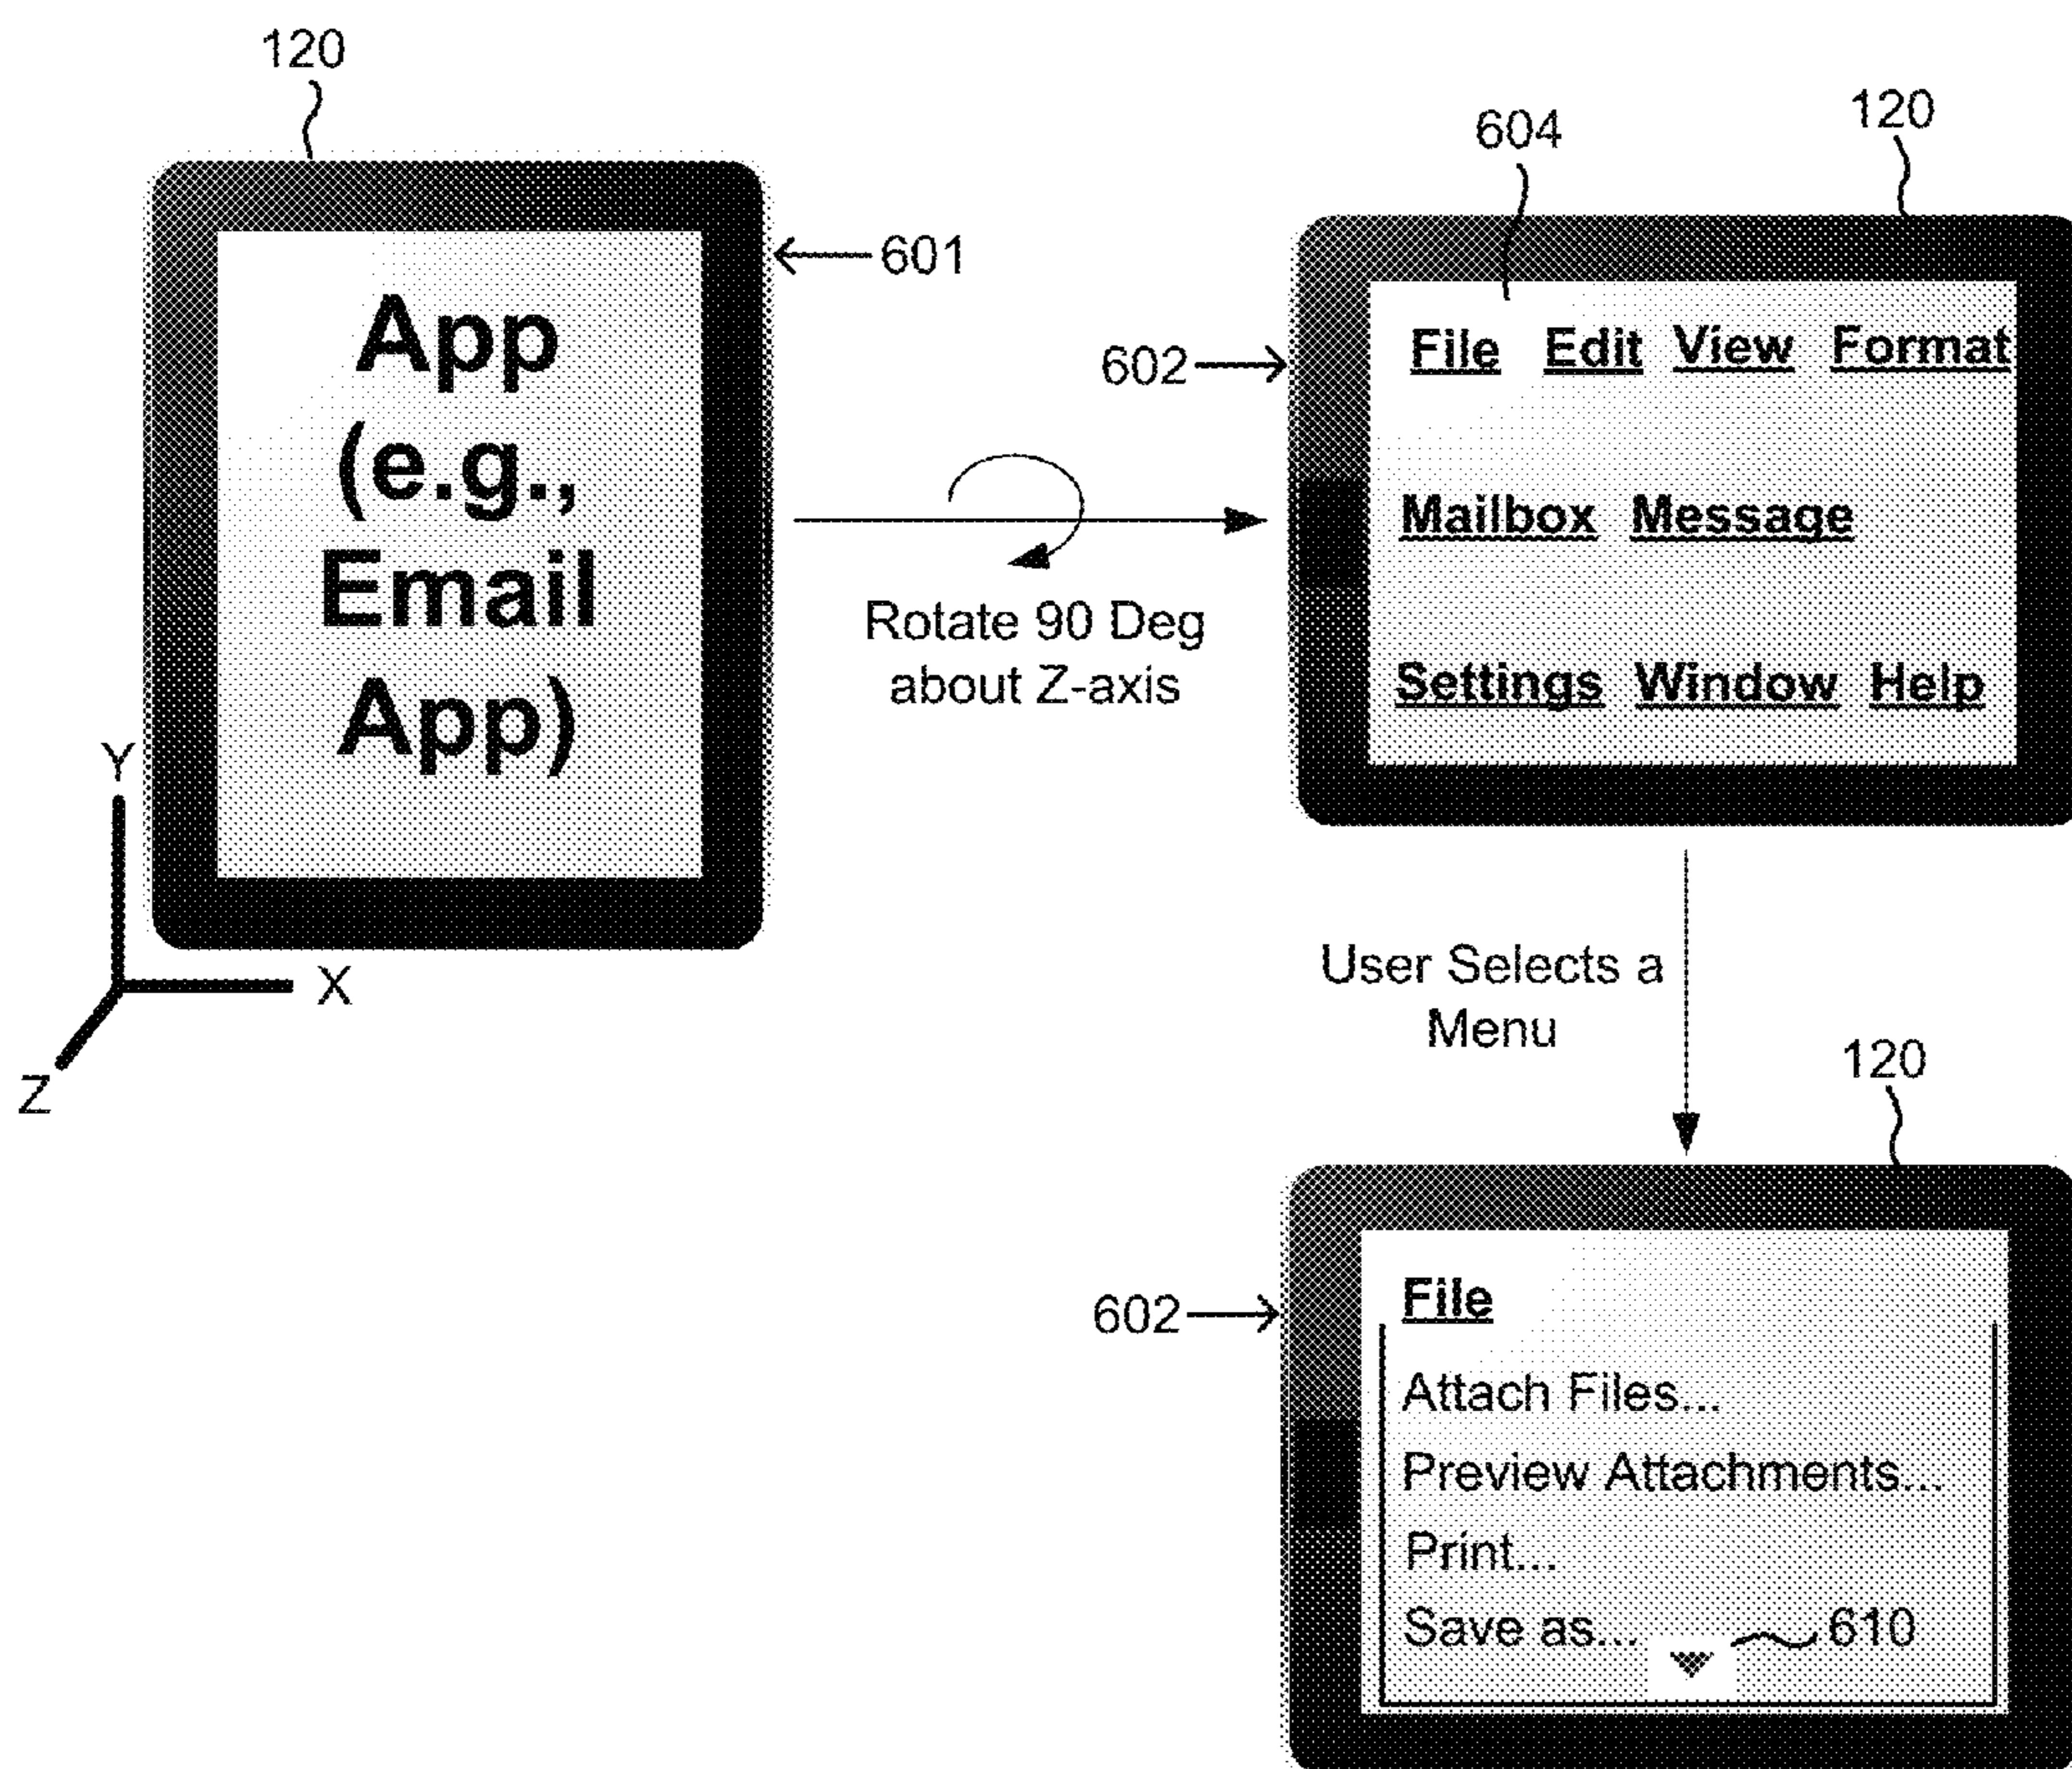 120
601
App
(e.g.,
Email
App)
Y
X
Z
Rotate 90 Deg
about Z-axis
604
120
602
File Edit View Format
Mailbox Message
Settings Window Help
User Selects a
Menu
120
602
File
Attach Files...
Preview Attachments...
Print...
Save as...
610